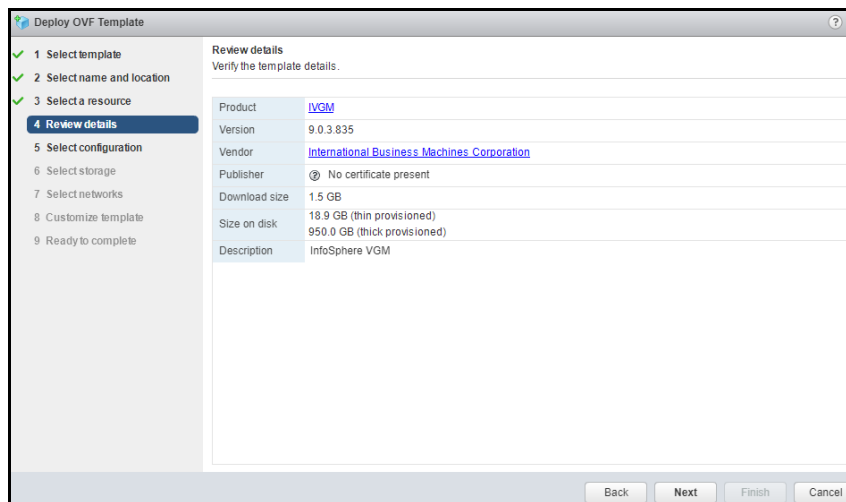 Deploy OVF Template
?
1 Select template
2 Select name and location
3 Select a resource
4 Review details
5 Select configuration
6 Select storage
7 Select networks
8 Customize template
9 Ready to complete
Review details
Verify the template details.
Product IVGM
Version 9.0.3.835
Vendor International Business Machines Corporation
Publisher ? No certificate present
Download size 1.5 GB
Size on disk 18.9 GB (thin provisioned)
950.0 GB (thick provisioned)
Description InfoSphere VGM
Back Next Finish Cancel